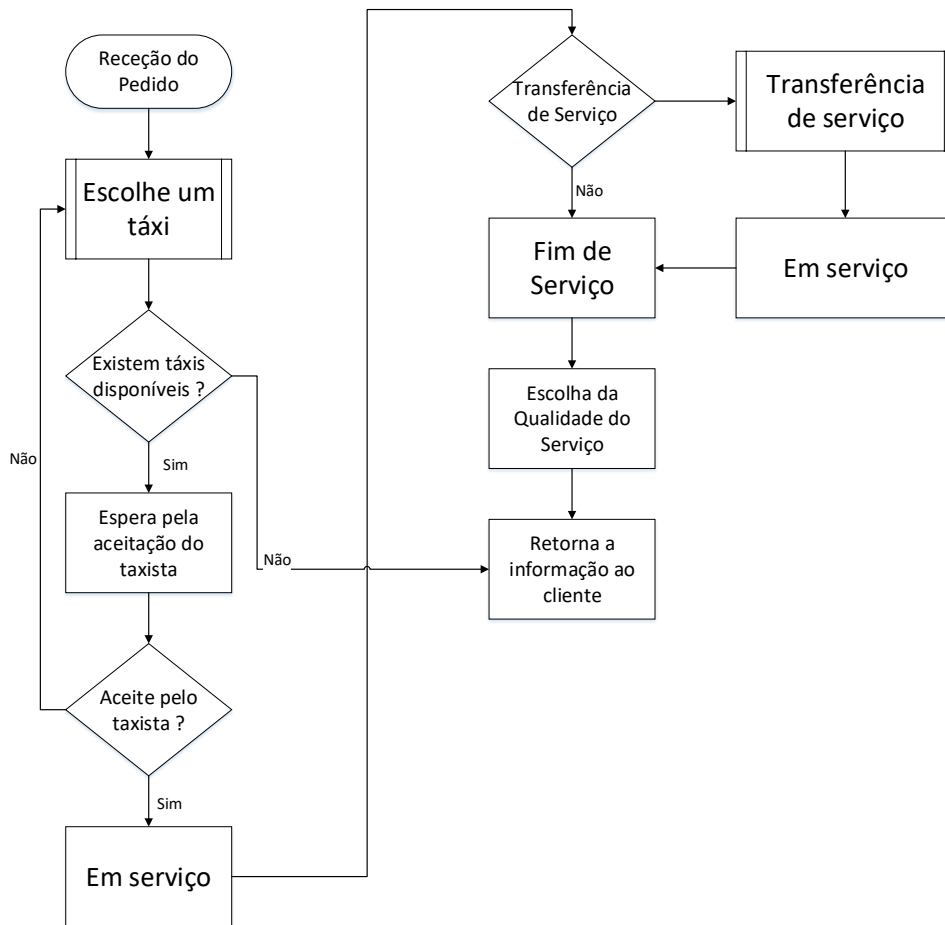 Receção do
Pedido
Escolhe um
táxi
Existem táxis
disponíveis ?
Não
Sim
Espera pela
aceitação do
taxista
Não
Aceite pelo
taxista ?
Sim
Em serviço
Transferência
de Serviço
Transferência
de serviço
Não
Fim de
Serviço
Em serviço
Escolha da
Qualidade do
Serviço
Retorna a
informação ao
cliente